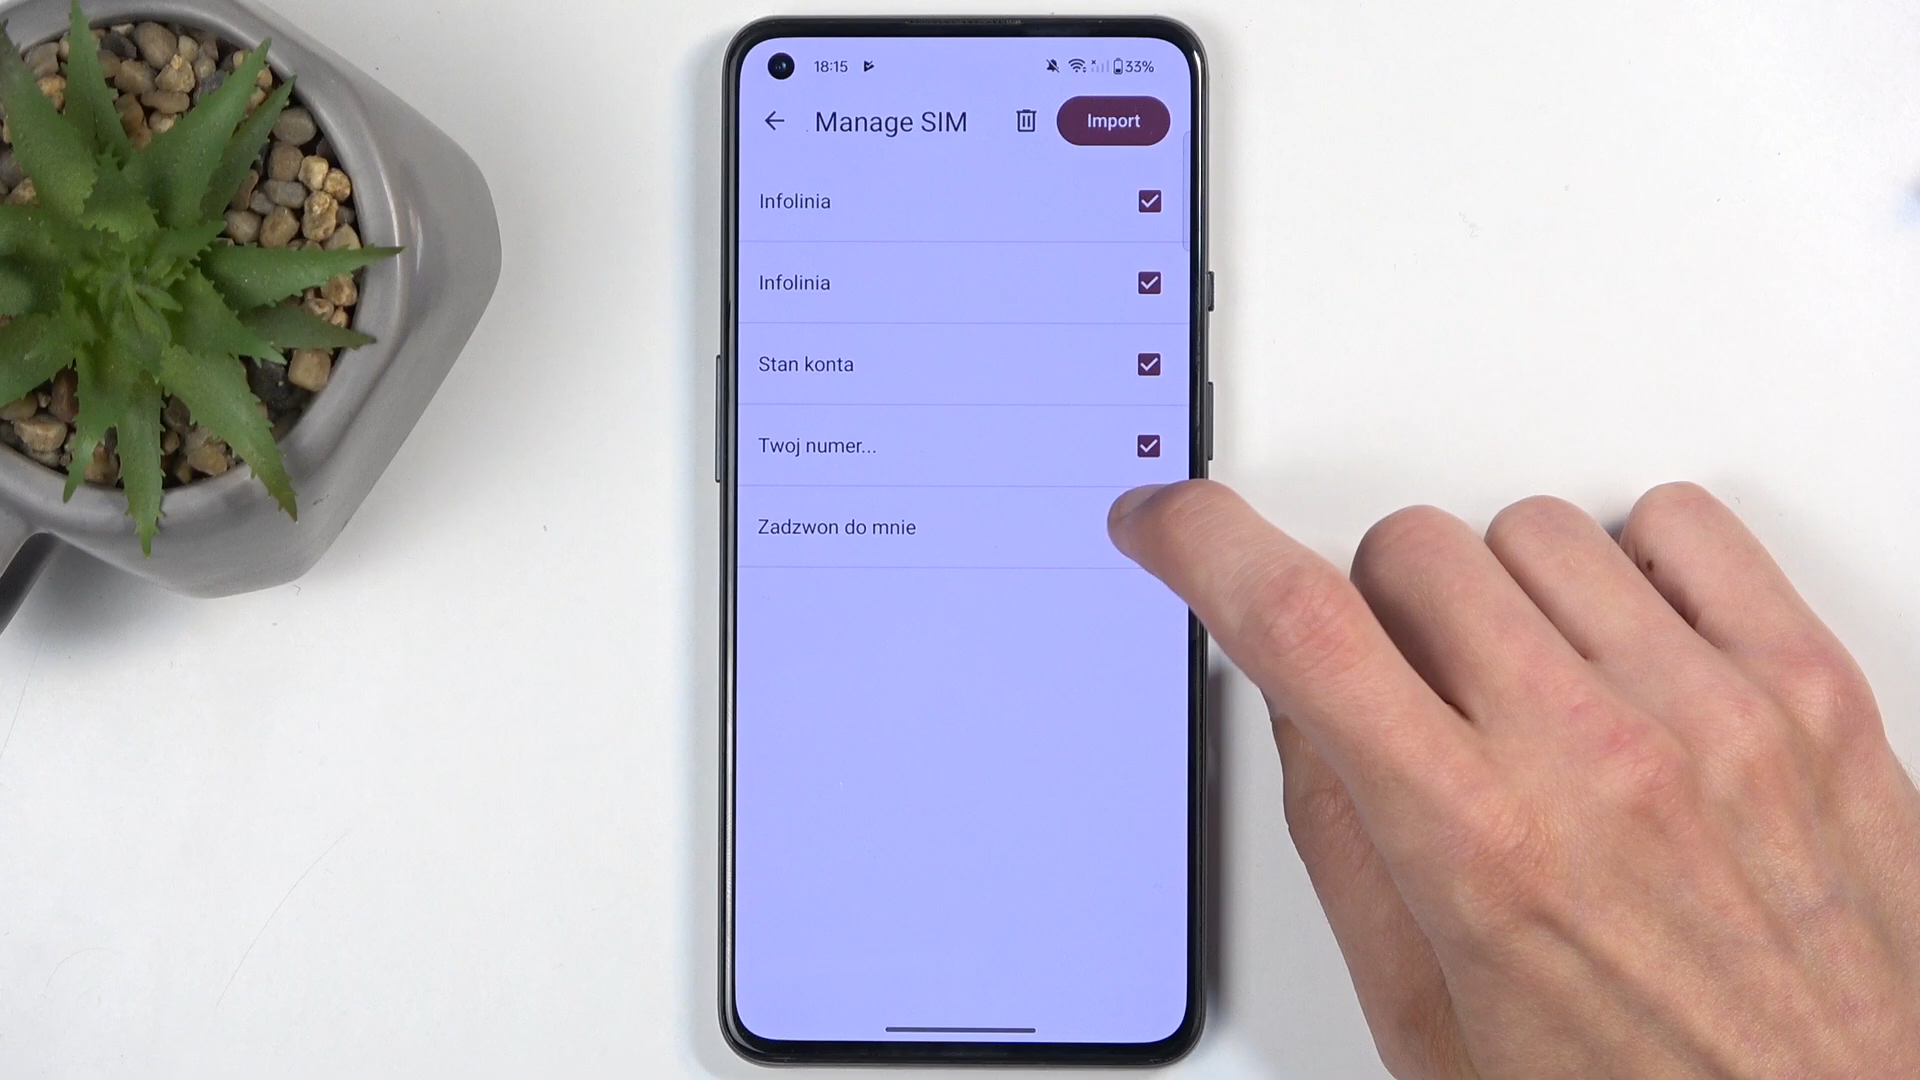 18:15 33%
Manage SIM Import
Infolinia
Infolinia
Stan konta
Twoj numer...
Zadzwon do mnie